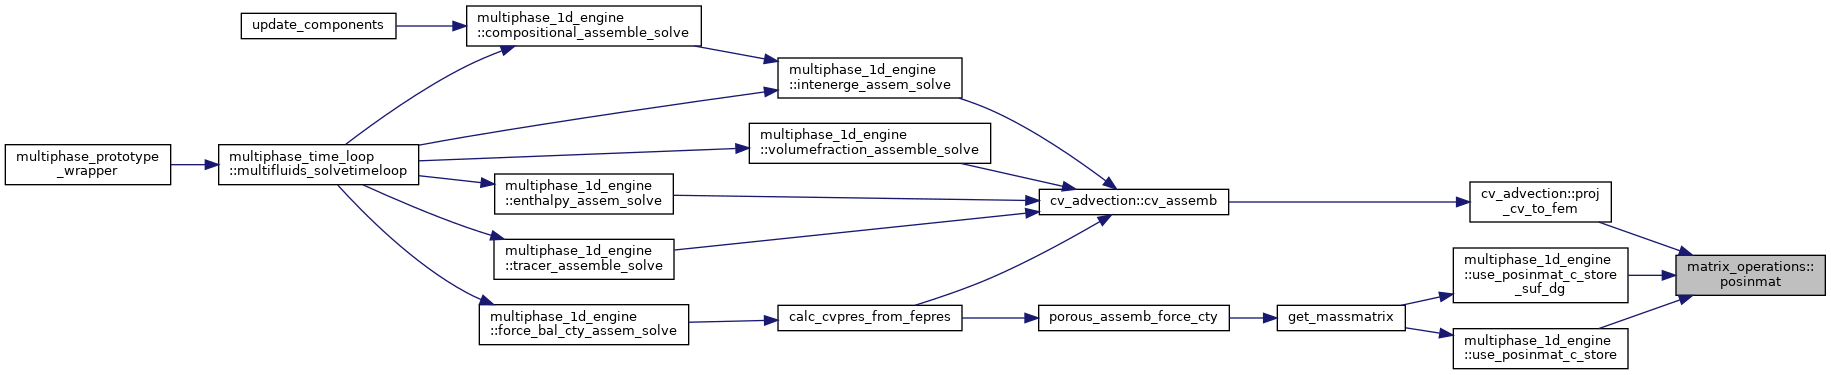 update_components
multiphase_1d_engine
::compositional_assemble_solve
multiphase_1d_engine
::intenerge_assem_solve
multiphase_1d_engine
::volumefraction_assemble_solve
multiphase_prototype
_wrapper
multiphase_time_loop
::multifluids_solvetimeloop
multiphase_1d_engine
::enthalpy_assem_solve
cv_advection::cv_assemb
cv_advection::proj
_cv_to_fem
multiphase_1d_engine
::tracer_assemble_solve
multiphase_1d_engine
::use_posinmat_c_store
_suf_dg
matrix_operations::
posinmat
multiphase_1d_engine
::force_bal_cty_assem_solve
calc_cvpres_from_fepres
porous_assemb_force_cty
get_massmatrix
multiphase_1d_engine
::use_posinmat_c_store